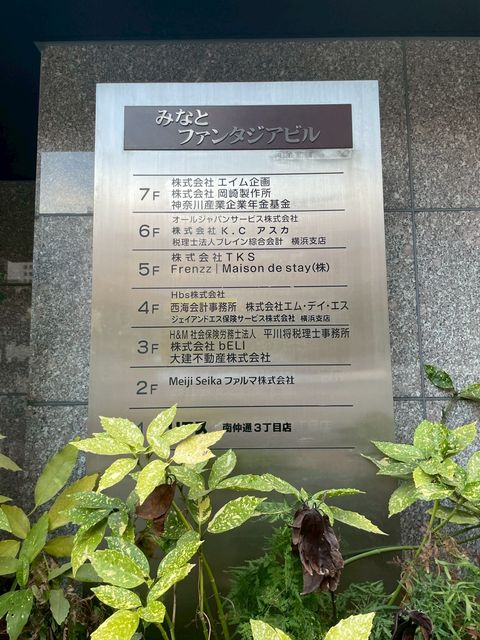 みなと
ファンタジアビル
7F 株式会社 エイム企画
株式会社 岡崎製作所
神奈川産業企業年金基金
オールジャパンサービス株式会社
6F 株式会社 K.C アスカ
税理士法人ブレイン綜合会計 横浜支店
5F 株式会社TKS
Frenzz|Maison de stay(株)
Hbs株式会社
4F 西海会計事務所 株式会社エム・デイ・エス
ジェイアンドエス保険サービス株式会社 横浜支店
H&M 社会保険労務士法人 平川将税理士事務所
3F 株式会社 bELI
大建不動産株式会社
2F Meiji Seika ファルマ株式会社
南仲通3丁目店